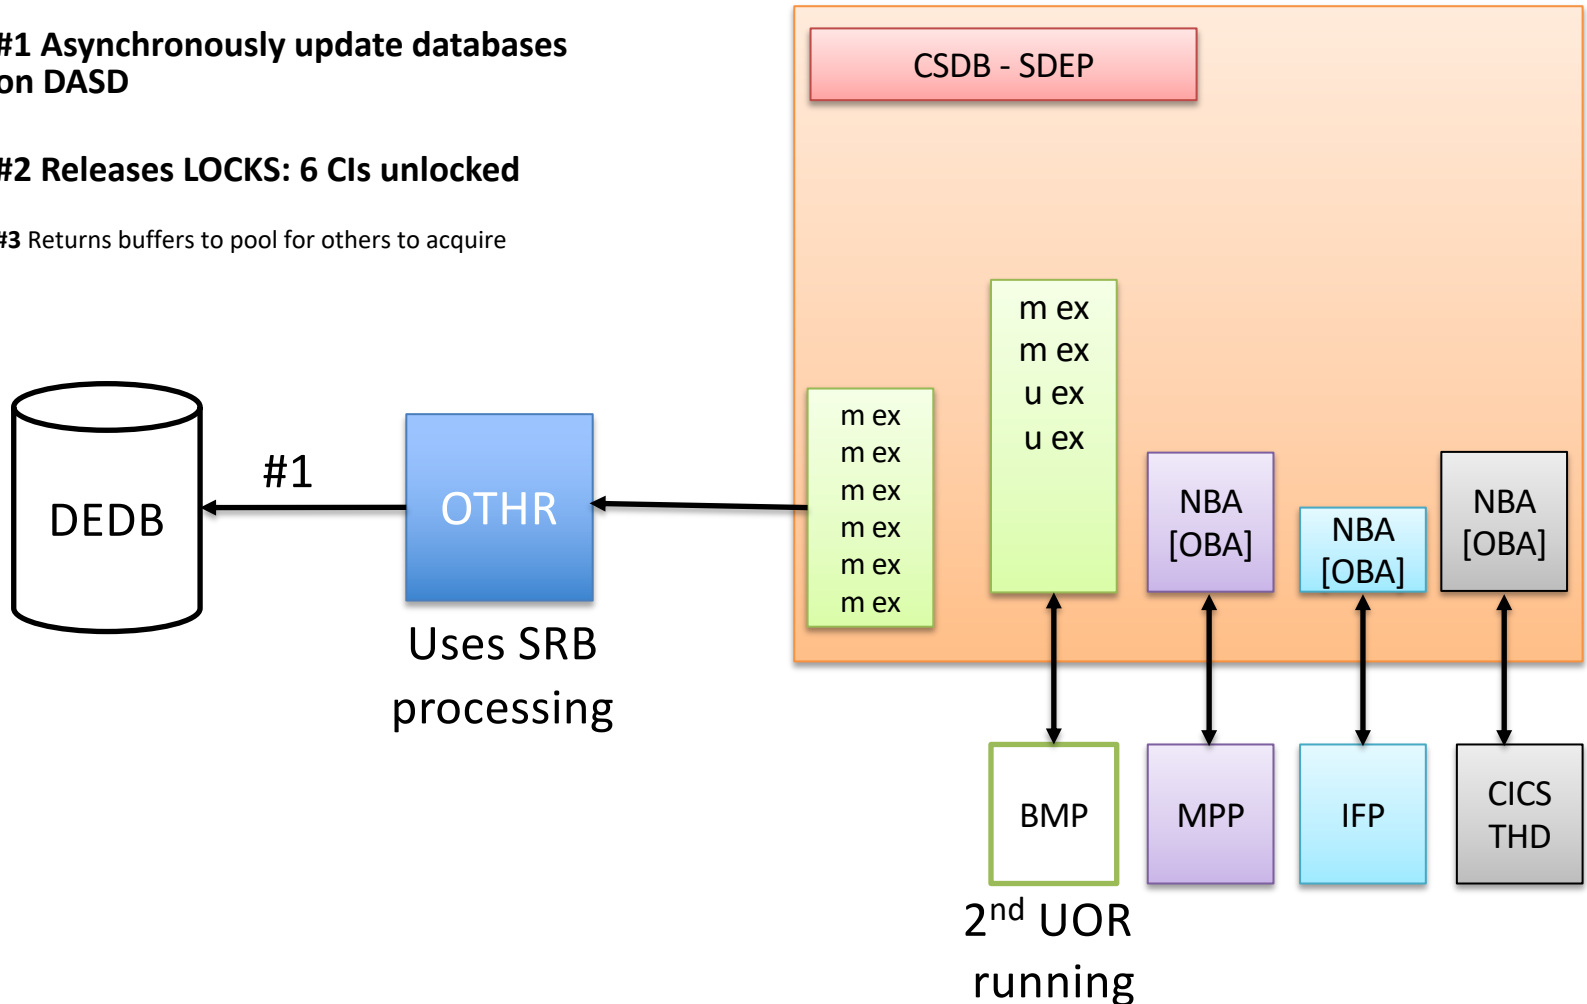 #1 Asynchronously update databases
on DASD
#2 Releases LOCKS: 6 CIs unlocked
#3 Returns buffers to pool for others to acquire
CSDB - SDEP
m ex
m ex
u ex
u ex
m ex
m ex
m ex
m ex
m ex
m ex
NBA
[OBA]
NBA
[OBA]
NBA
[OBA]
#1
DEDB
OTHR
Uses SRB
processing
BMP
MPP
IFP
CICS
THD
2nd UOR
running